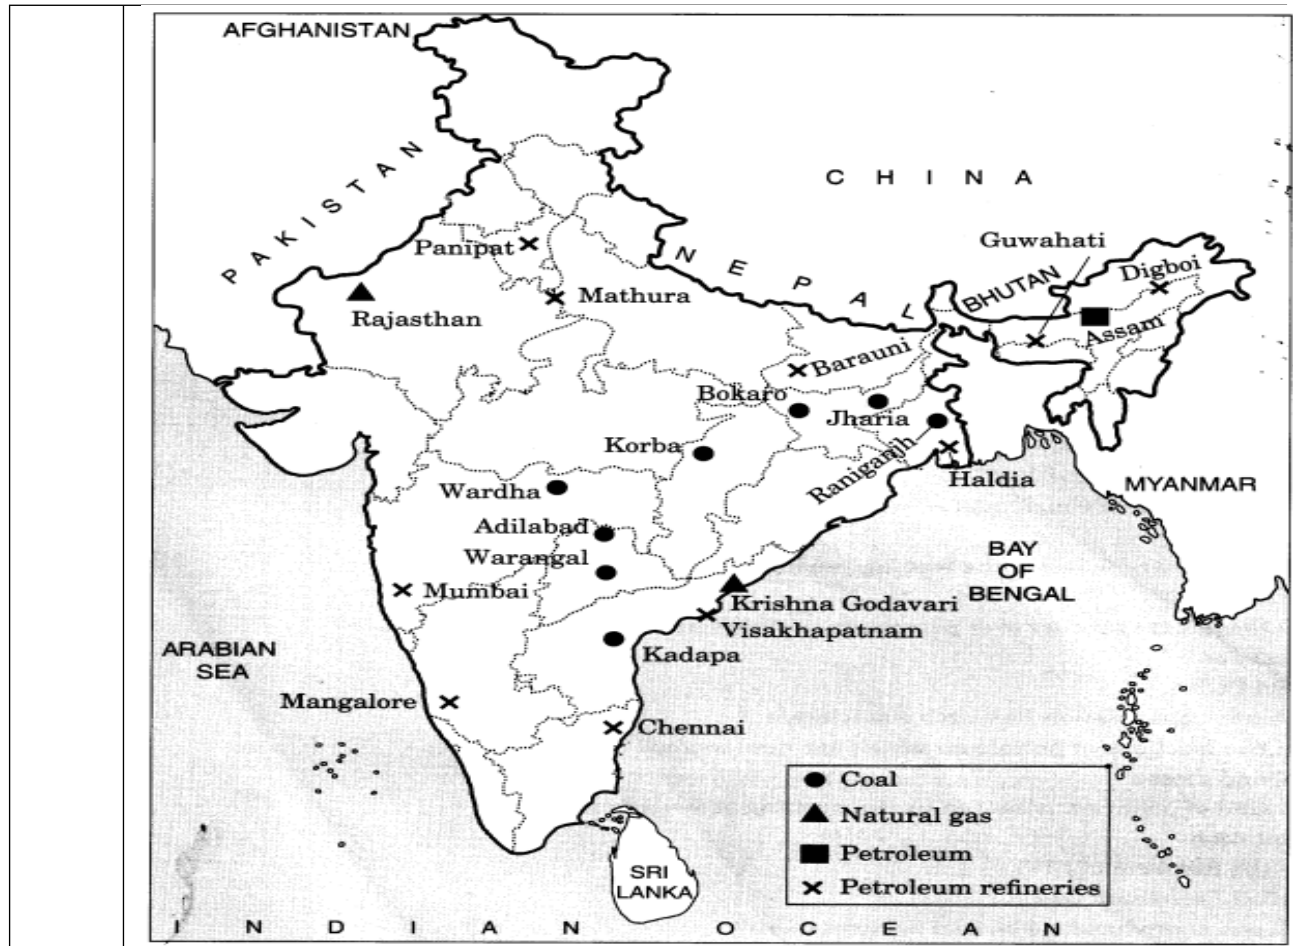 AFGHANISTAN
PAKISTAN
CHINA
NEPAL
BHUTAN
Guwahati
Digboi
Panipat
Mathura
Rajasthan
Assam
Barauni
Bokaro
Jharia
Korba
Raniganjh
Haldia
Wardha
MYANMAR
Adilabad
Warangal
BAY
OF
BENGAL
Mumbai
Krishna Godavari
Visakhapatnam
ARABIAN
SEA
Kadapa
Mangalore
Chennai
Coal
Natural gas
Petroleum
Petroleum refineries
SRI
LANKA
INDIAN OCEAN